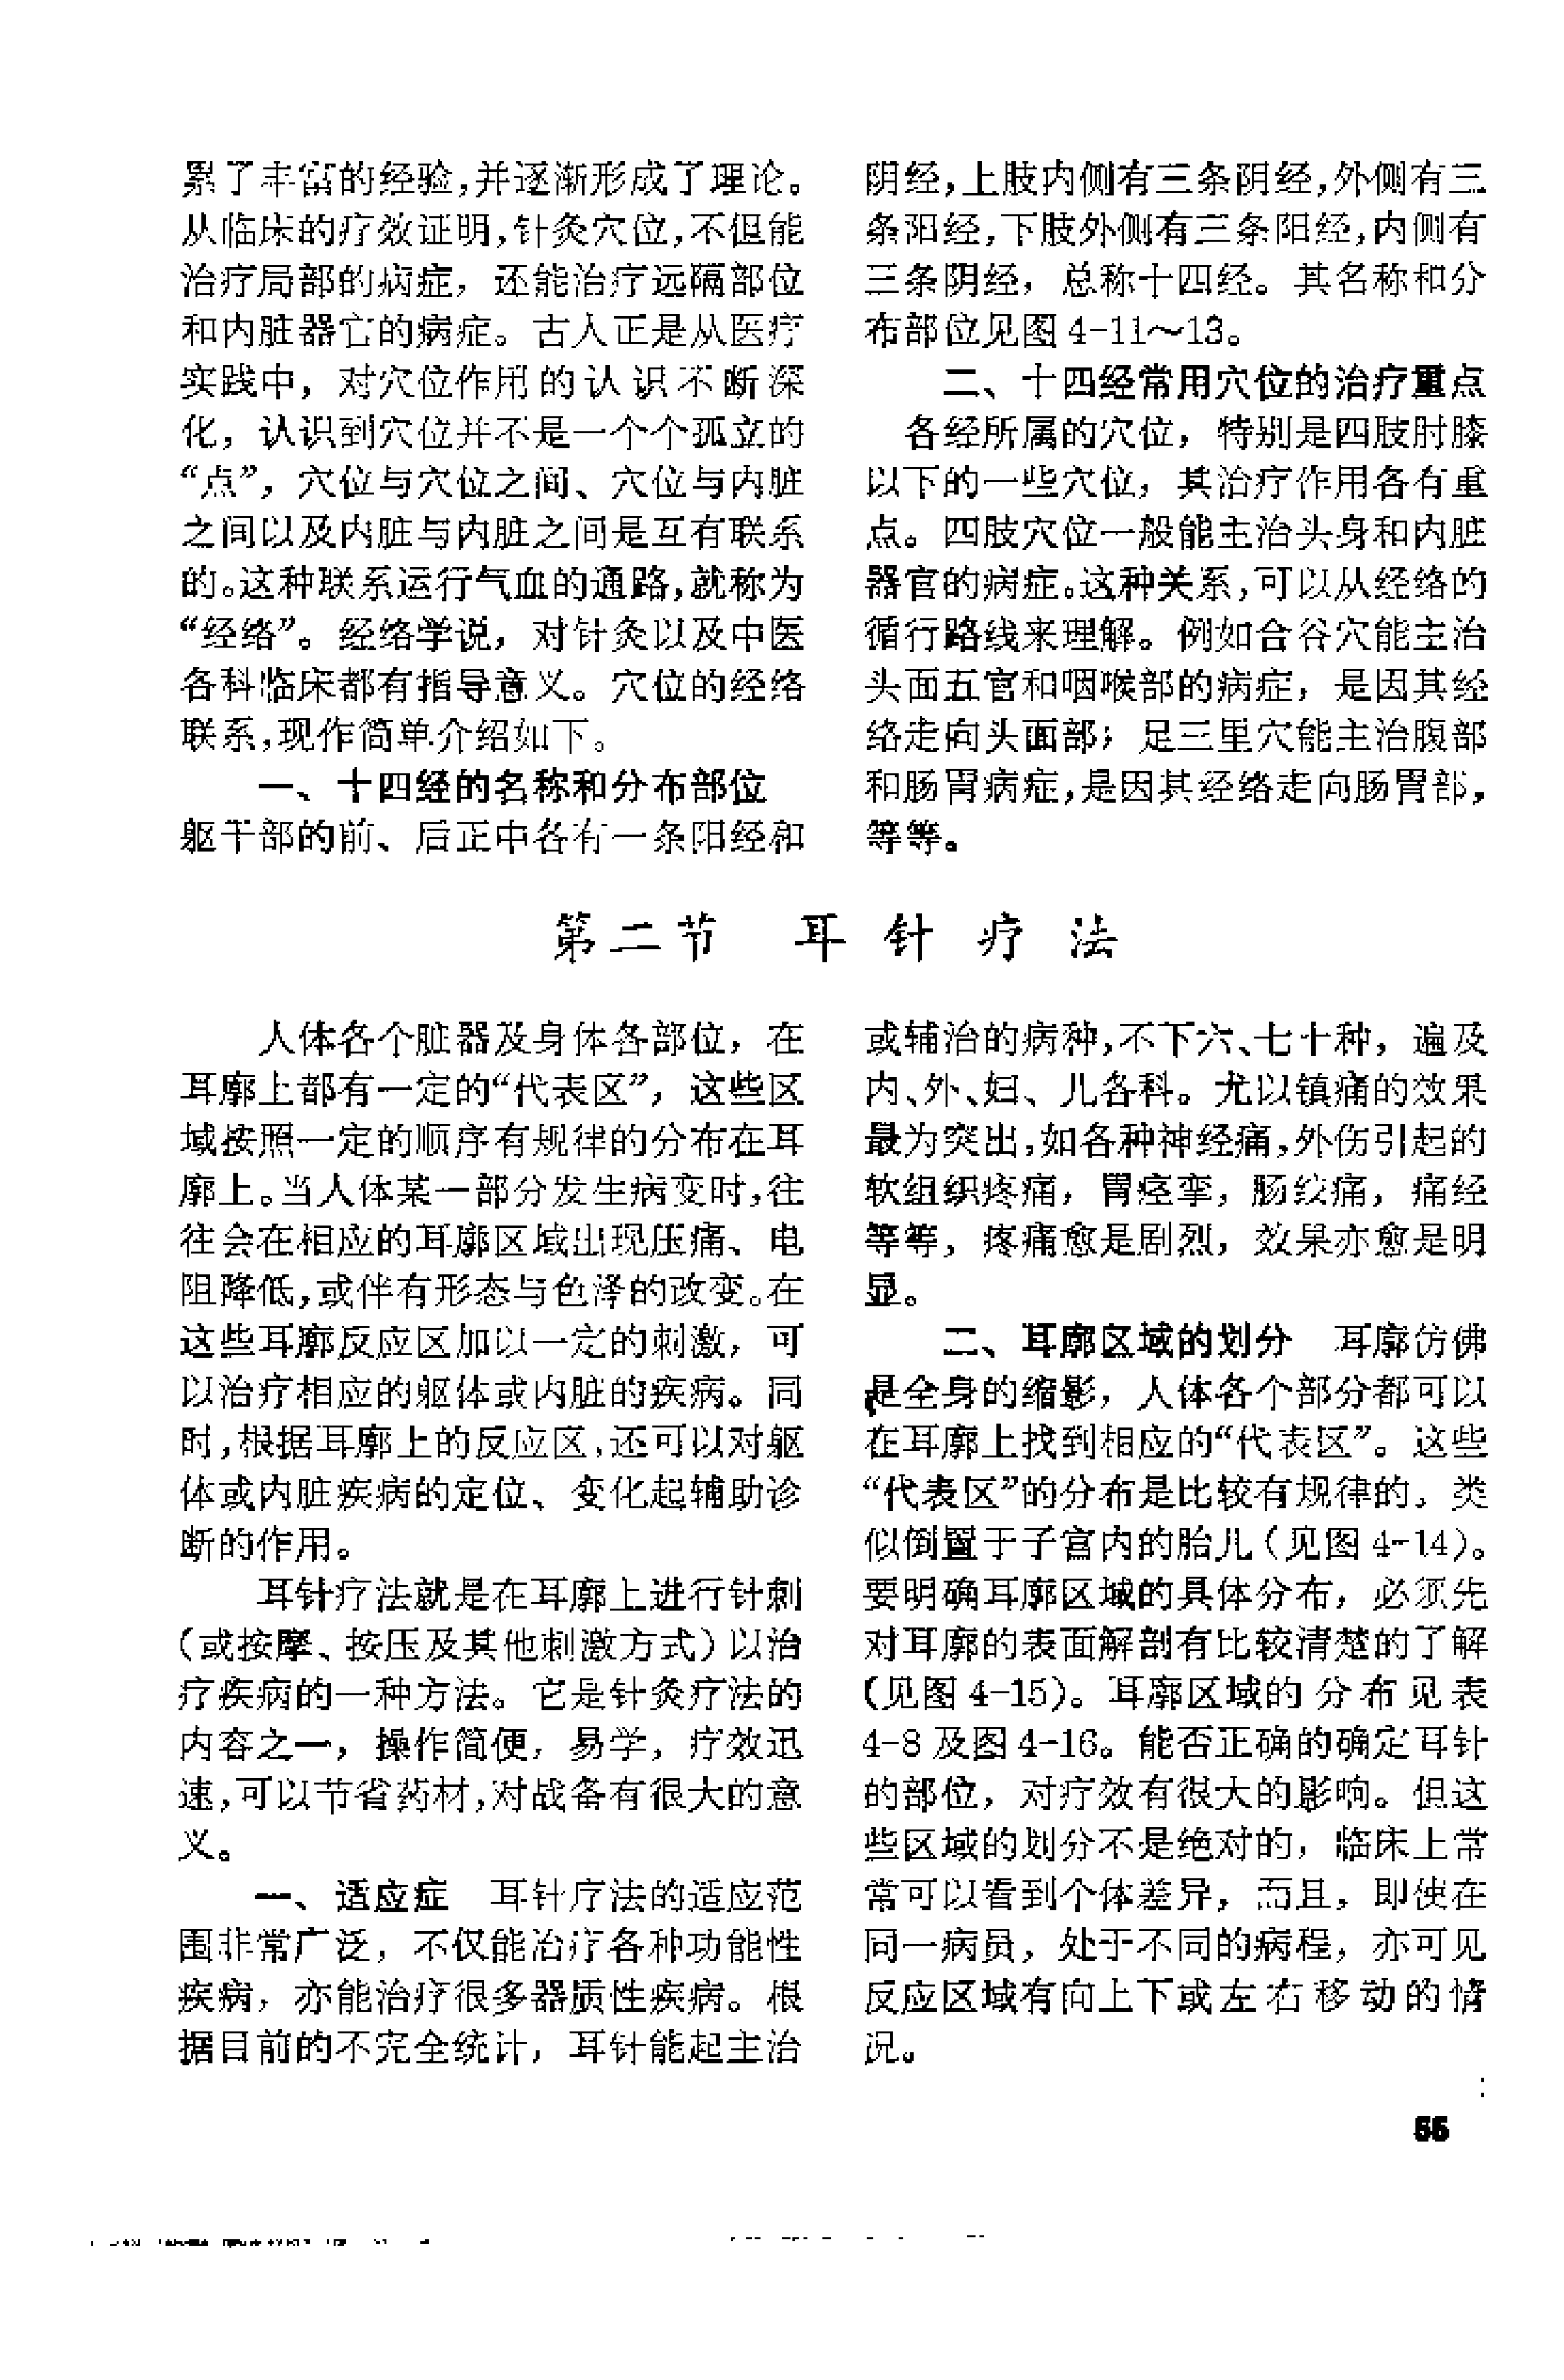 累了丰富的经验,并逐渐形成了理论。
从临床的疗效证明,针灸穴位,不但能
治疗局部的病症，还能治疗远隔部位
和内脏器官的病症。古人正是从医疗
实践中，对穴位作用的认识不断深
化，认识到穴位并不是一个个孤立的
“点”，穴位与穴位之间、穴位与内脏
之间以及内脏与内脏之间是互有联系
的。这种联系运行气血的通路,就称为
“经络”。经络学说，对针灸以及中医
各科临床都有指导意义。穴位的经络
联系,现作简单介绍如下。
一、十四经的名称和分布部位
躯干部的前、后正中各有一条阳经和
阴经,上肢内侧有三条阴经,外侧有三
条阳经,下肢外侧有三条阳经,内侧有
三条阴经，总称十四经。其名称和分
布部位见图4-11～13。
二、十四经常用穴位的治疗重点
各经所属的穴位，特别是四肢肘膝
以下的一些穴位，其治疗作用各有重
点。四肢穴位一般能主治头身和内脏
器官的病症。这种关系,可以从经络的
循行路线来理解。例如合谷穴能主治
头面五官和咽喉部的病症，是因其经
络走向头面部；足三里穴能主治腹部
和肠胃病症,是因其经络走向肠胃部,
等等。
第二节 耳针疗法
人体各个脏器及身体各部位，在
耳廓上都有一定的“代表区”，这些区
域按照一定的顺序有规律的分布在耳
廓上。当人体某一部分发生病变时,往
往会在相应的耳廓区域出现压痛、电
阻降低,或伴有形态与色泽的改变。在
这些耳廓反应区加以一定的刺激，可
以治疗相应的躯体或内脏的疾病。同
时,根据耳廓上的反应区,还可以对躯
体或内脏疾病的定位、变化起辅助诊
断的作用。
耳针疗法就是在耳廓上进行针刺
(或按摩、按压及其他刺激方式)以治
疗疾病的一种方法。它是针灸疗法的
内容之一，操作简便，易学，疗效迅
速,可以节省药材,对战备有很大的意
义。
一、适应症 耳针疗法的适应范
围非常广泛，不仅能治疗各种功能性
疾病，亦能治疗很多器质性疾病。根
据目前的不完全统计，耳针能起主治
或辅治的病种,不下六、七十种，遍及
内、外、妇、儿各科。尤以镇痛的效果
最为突出,如各种神经痛,外伤引起的
软组织疼痛，胃痉挛，肠绞痛，痛经
等等，疼痛愈是剧烈，效果亦愈是明
显。
二、耳廓区域的划分 耳廓仿佛
是全身的缩影，人体各个部分都可以
在耳廓上找到相应的“代表区”。这些
“代表区”的分布是比较有规律的，类
似倒置于子宫内的胎儿(见图4-14)。
要明确耳廓区域的具体分布，必须先
对耳廓的表面解剖有比较清楚的了解
(见图4-15)。耳廓区域的分布见表
4-8及图4-16。能否正确的确定耳针
的部位，对疗效有很大的影响。但这
些区域的划分不是绝对的，临床上常
常可以看到个体差异，而且，即使在
同一病员，处于不同的病程，亦可见
反应区域有向上下或左右移动的情
况。
55